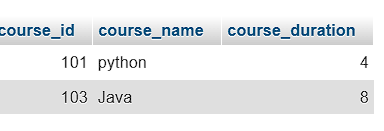 course_id course_name course_duration
101 python 4
103 Java 8